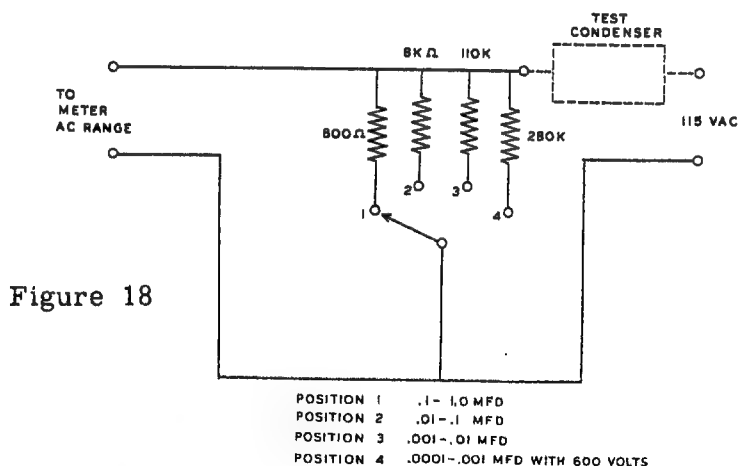 TEST
CONDENSER
8KΩ 110K
TO
METER
AC RANGE
800Ω
280K
115 VAC
2
3
1
4
Figure 18
POSITION 1 .1-1.0 MFD
POSITION 2 .01-.1 MFD
POSITION 3 .001-.01 MFD
POSITION 4 .0001-.001 MFD WITH 600 VOLTS